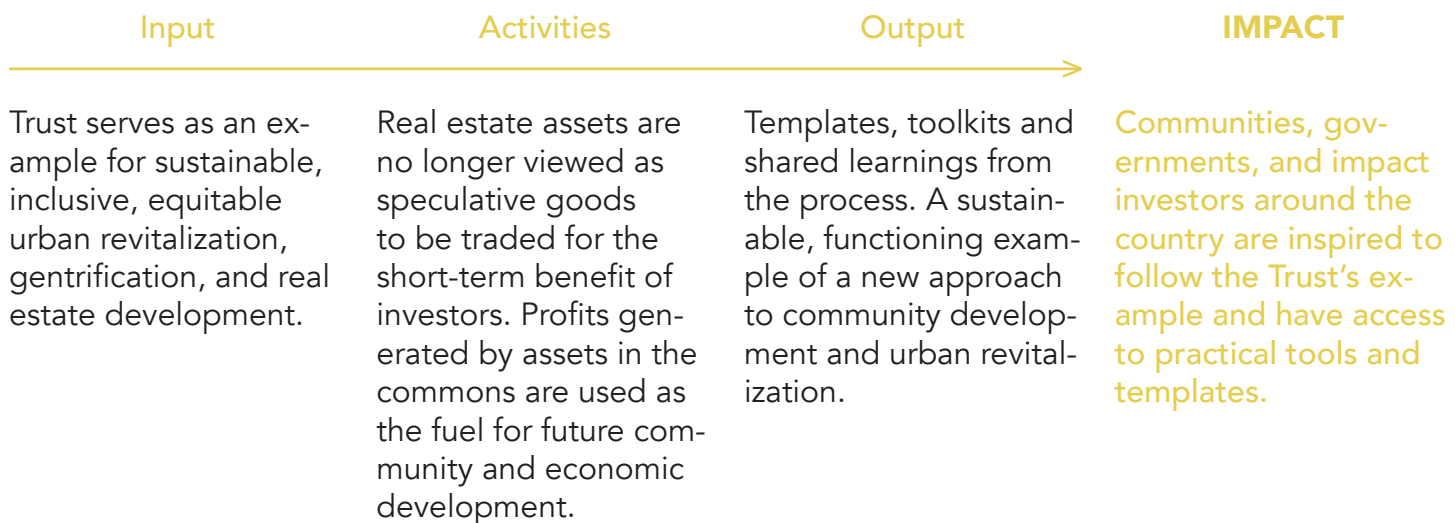 Input
Activities
Output
IMPACT
Trust serves as an ex-
ample for sustainable,
inclusive, equitable
urban revitalization,
gentrification, and real
estate development.
Real estate assets are
no longer viewed as
speculative goods
to be traded for the
short-term benefit of
investors. Profits gen-
erated by assets in the
commons are used as
the fuel for future com-
munity and economic
development.
Templates, toolkits and
shared learnings from
the process. A sustain-
able, functioning exam-
ple of a new approach
to community develop-
ment and urban revital-
ization.
Communities, gov-
ernments, and impact
investors around the
country are inspired to
follow the Trust’s ex-
ample and have access
to practical tools and
templates.